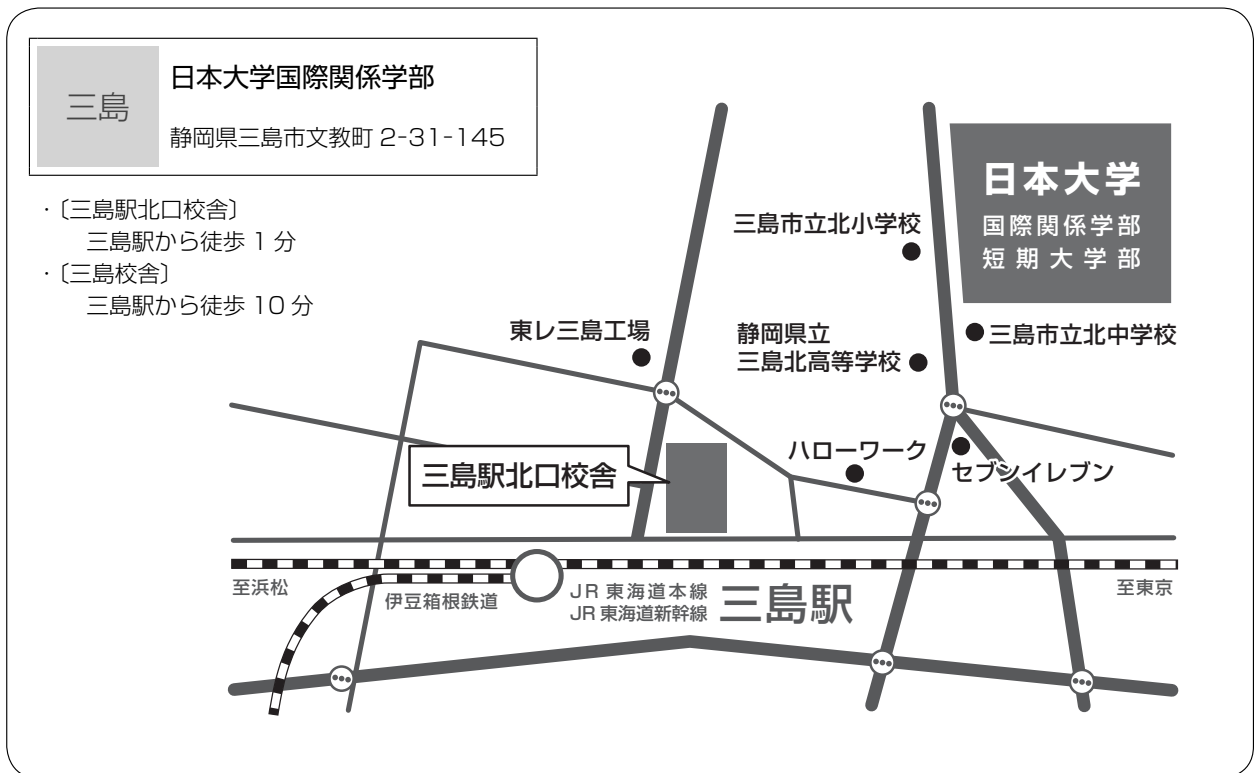 三島
日本大学国際関係学部
静岡県三島市文教町 2-31-145
・〔三島駅北口校舎〕
三島駅から徒歩 1 分
・〔三島校舎〕
三島駅から徒歩 10 分
日本大学
国際関係学部
短期大学部
三島市立北小学校
東レ三島工場
静岡県立
三島北高等学校
三島市立北中学校
三島駅北口校舎
ハローワーク
セブンイレブン
至浜松
伊豆箱根鉄道
JR 東海道本線
JR 東海道新幹線
三島駅
至東京